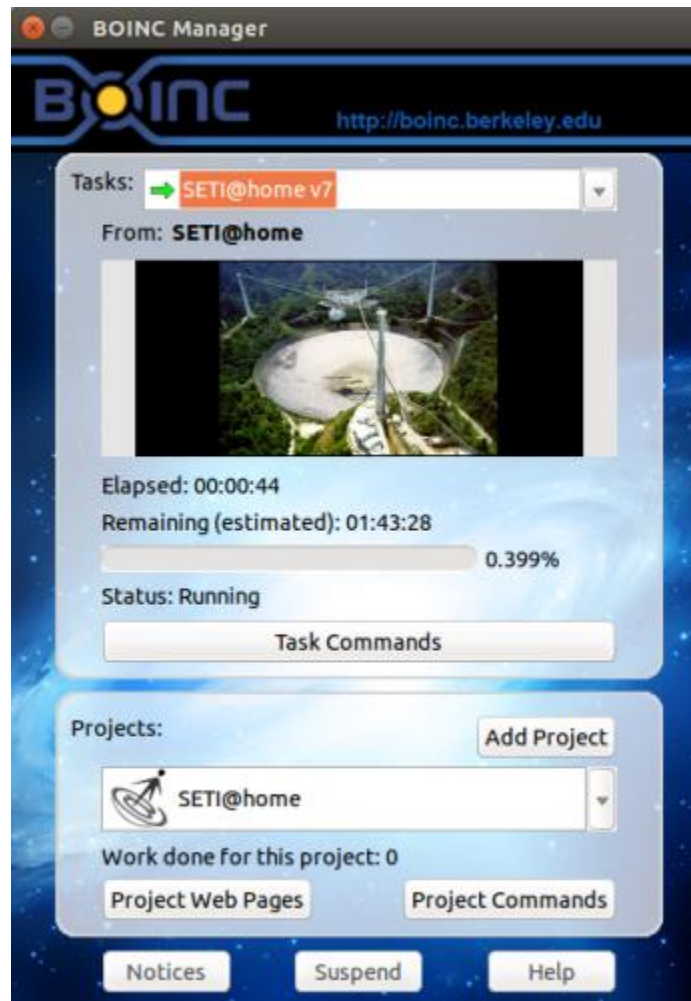 BOINC Manager
BOINC
http://boinc.berkeley.edu
Tasks: SETI@home v7
From: SETI@home
Elapsed: 00:00:44
Remaining (estimated): 01:43:28
0.399%
Status: Running
Task Commands
Projects:
Add Project
SETI@home
Work done for this project: 0
Project Web Pages Project Commands
Notices Suspend Help